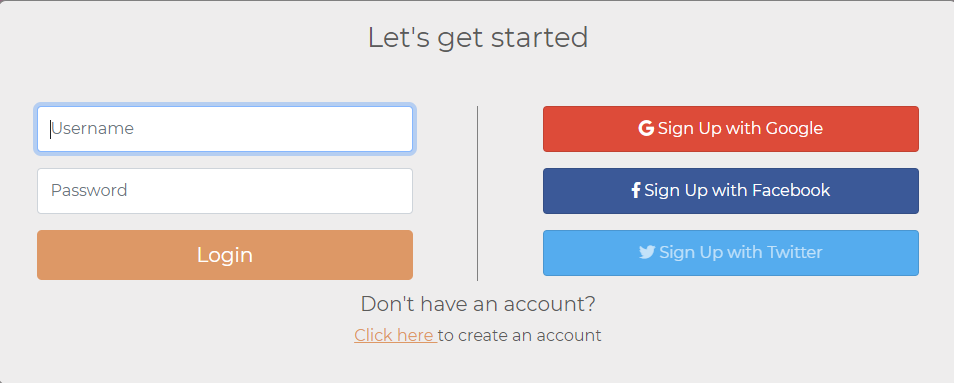 Let's get started
Username
Password
Login
Sign Up with Google
Sign Up with Facebook
Sign Up with Twitter
Don't have an account?
Click here to create an account